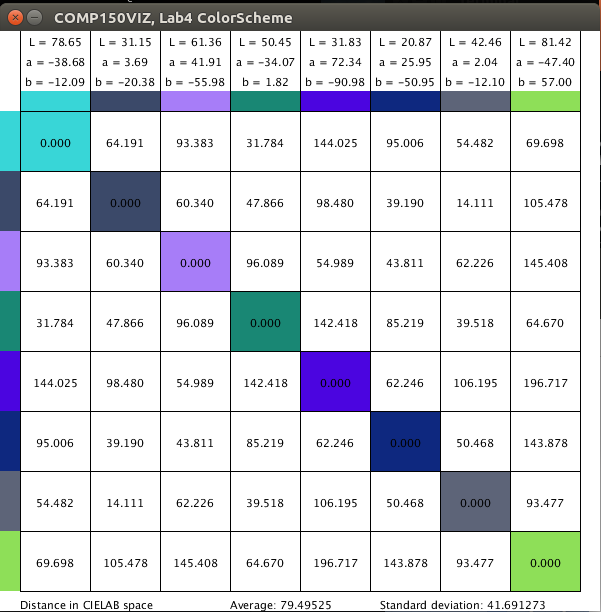 COMP150VIZ, Lab4 ColorScheme
L = 78.65 L = 31.15 L = 61.36 L = 50.45 L = 31.83 L = 20.87 L = 42.46 L = 81.42
a = −38.68 a = 3.69 a = 41.91 a = −34.07 a = 72.34 a = 25.95 a = 2.04 a = −47.40
b = −12.09 b = −20.38 b = −55.98 b = 1.82 b = −90.98 b = −50.95 b = −12.10 b = 57.00
0.000 64.191 93.383 31.784 144.025 95.006 54.482 69.698
64.191 0.000 60.340 47.866 98.480 39.190 14.111 105.478
93.383 60.340 0.000 96.089 54.989 43.811 62.226 145.408
31.784 47.866 96.089 0.000 142.418 85.219 39.518 64.670
144.025 98.480 54.989 142.418 0.000 62.246 106.195 196.717
95.006 39.190 43.811 85.219 62.246 0.000 50.468 143.878
54.482 14.111 62.226 39.518 106.195 50.468 0.000 93.477
69.698 105.478 145.408 64.670 196.717 143.878 93.477 0.000
Distance in CIELAB space Average: 79.49525 Standard deviation: 41.691273